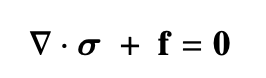 ∇ · 𝝈 + 𝐟 = 𝟎